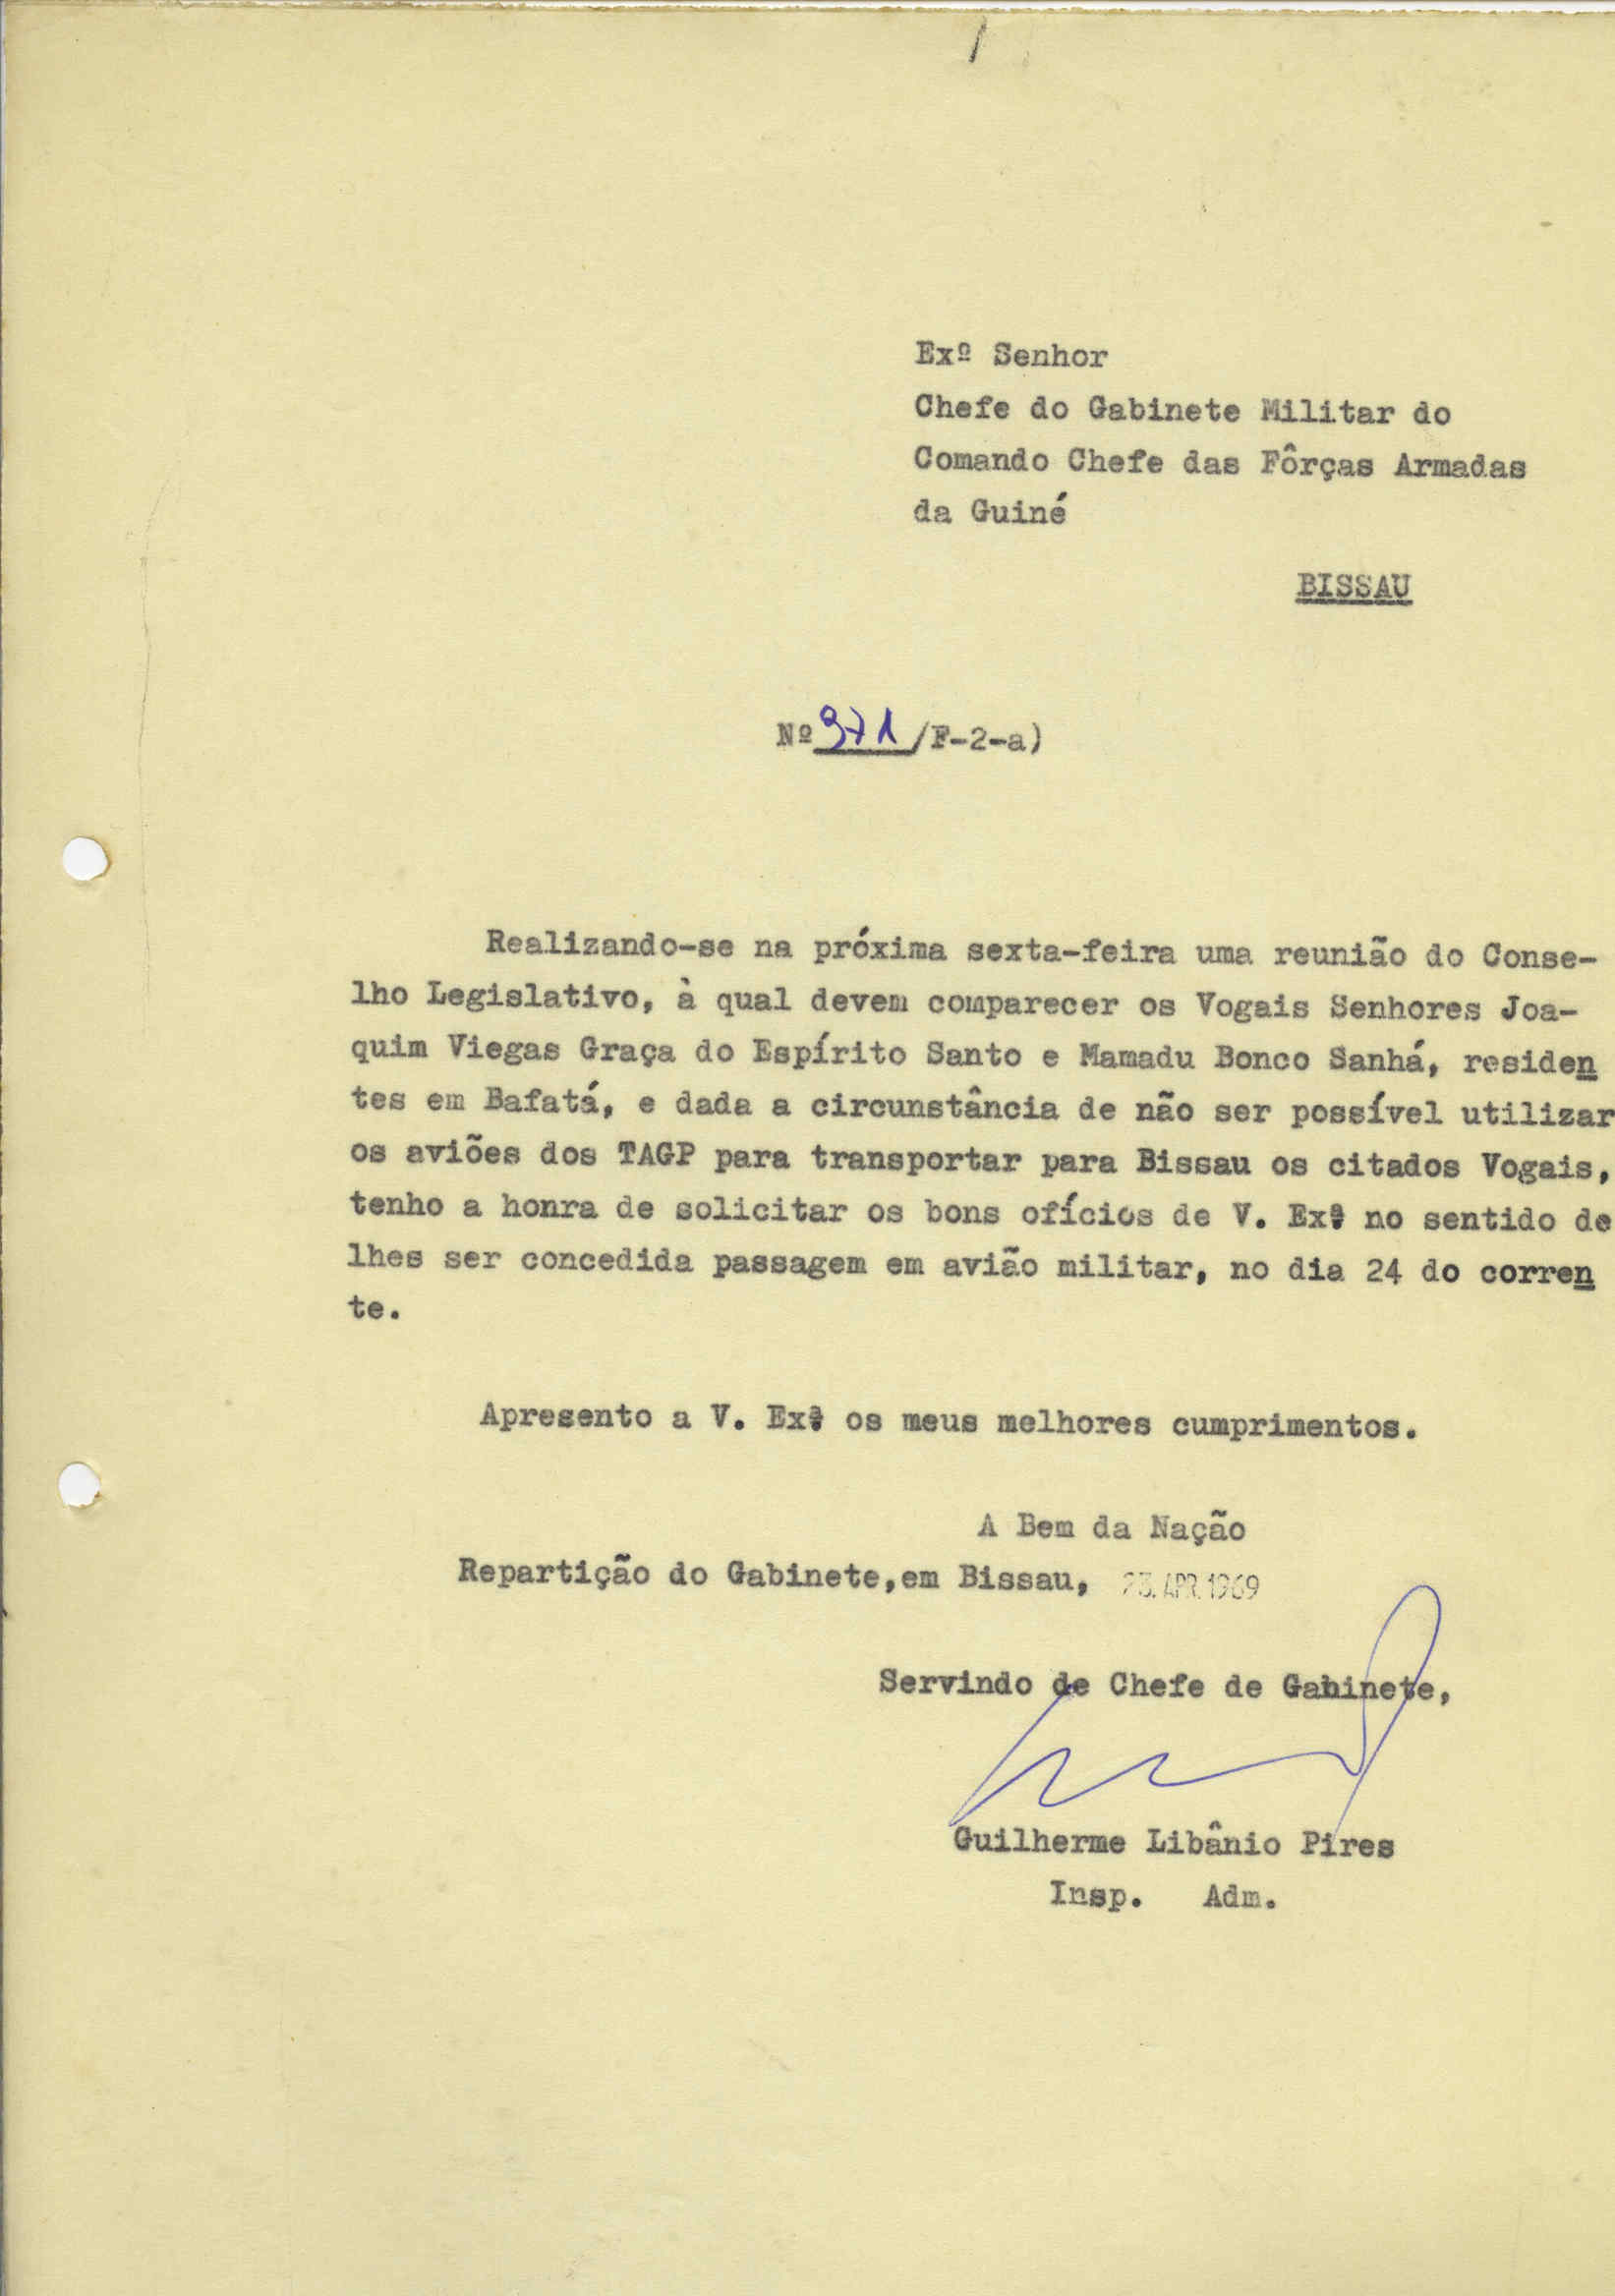 Exº Senhor
Chefe do Gabinete Militar do
Comando Chefe das Fôrças Armadas
da Guiné
BISSAU
Nº 971 /F-2-a)
Realizando-se na próxima sexta-feira uma reunião do Conse-
lho Legislativo, à qual devem comparecer os Vogais Senhores Joa-
quim Viegas Graça do Espírito Santo e Mamadu Bonco Sanhá, residen
tes em Bafatá, e dada a circunstância de não ser possível utilizar
os aviões dos TAGP para transportar para Bissau os citados Vogais,
tenho a honra de solicitar os bons ofícios de V. Exª no sentido de
lhes ser concedida passagem em avião militar, no dia 24 do corren
te.
Apresento a V. Exª os meus melhores cumprimentos.
A Bem da Nação
Repartição do Gabinete,em Bissau, 23. APR. 1969
Servindo de Chefe de Gabinete,
Guilherme Libânio Pires
Insp. Adm.